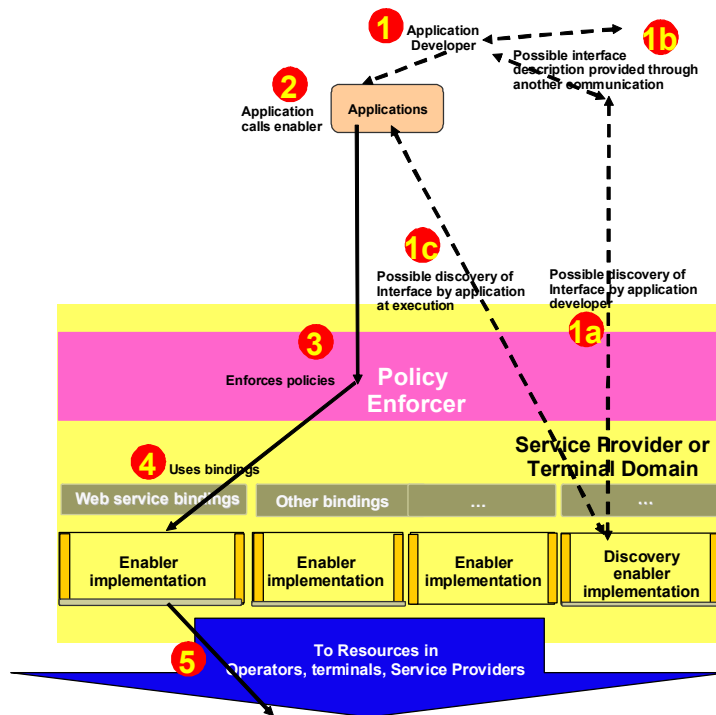 1
Application
Developer
1b
Possible interface
description provided through
another communication
2
Application
calls enabler
Applications
1c
Possible discovery of
Interface by application
at execution
Possible discovery of
Interface by application
developer
1a
3
Enforces policies
Policy
Enforcer
4
Uses bindings
Service Provider or
Terminal Domain
Web service bindings
Other bindings
...
...
Enabler
implementation
Enabler
implementation
Enabler
implementation
Discovery
enabler
implementation
5
To Resources in
Operators, terminals, Service Providers